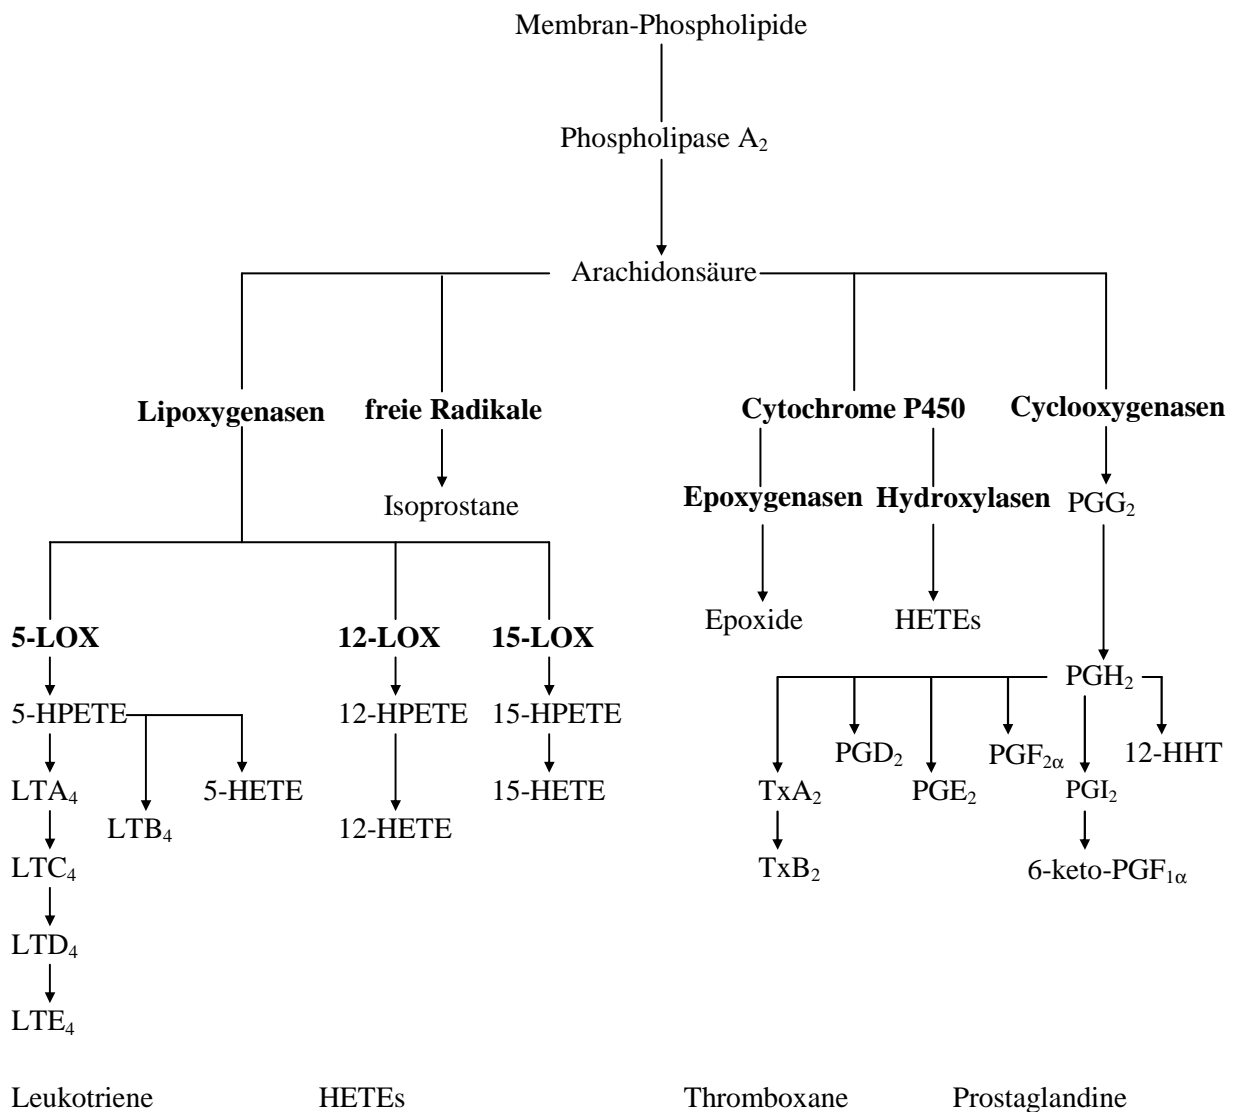 Membran-Phospholipide
Phospholipase A₂
Arachidonsäure
Lipoxygenasen freie Radikale Cytochrome P450 Cyclooxygenasen
Isoprostane Epoxygenasen Hydroxylasen PGG₂
5-LOX 12-LOX 15-LOX Epoxide HETEs
PGH₂
5-HPETE 12-HPETE 15-HPETE
PGD₂ PGF₂α 12-HHT
LTA₄ 5-HETE 15-HETE TxA₂ PGE₂ PGI₂
LTB₄ 12-HETE
LTC₄ TxB₂ 6-keto-PGF₁α
LTD₄
LTE₄
Leukotriene HETEs Thromboxane Prostaglandine